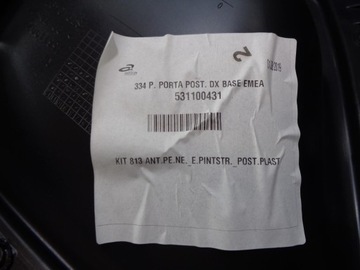 2
334 P. PORTA POST. DX BASE EMEA
531100431
KIT 813 ANT.PE.NE._E.PINTSTR._POST.PLAST